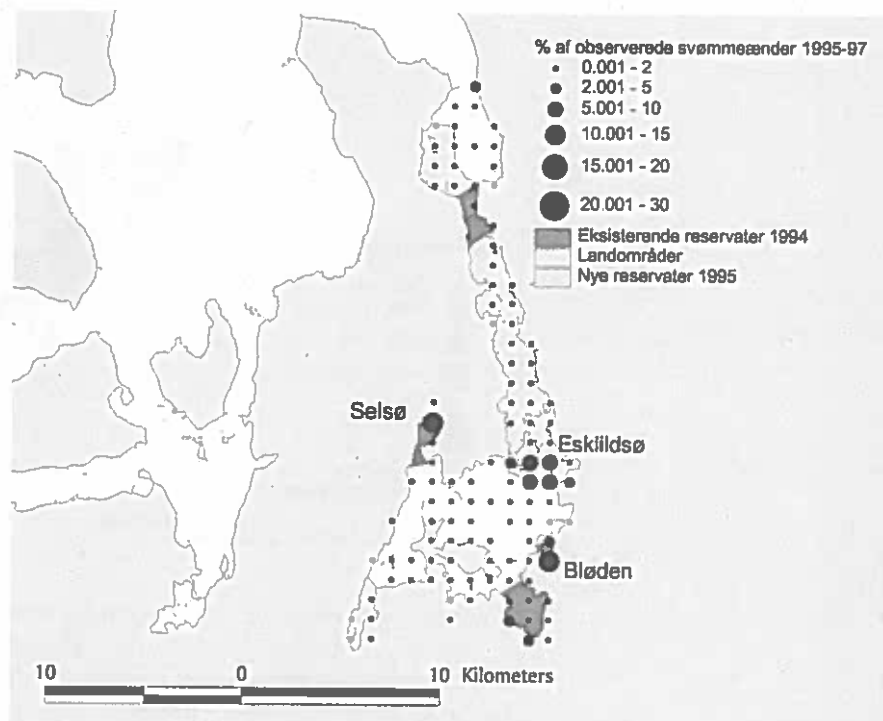 % af observerede svømmeænder 1995-97
0.001 - 2
2.001 - 5
5.001 - 10
10.001 - 15
15.001 - 20
20.001 - 30
Eksisterende reservater 1994
Landområder
Nye reservater 1995
Selsø
Eskildsø
Bløden
10 0 10 Kilometers